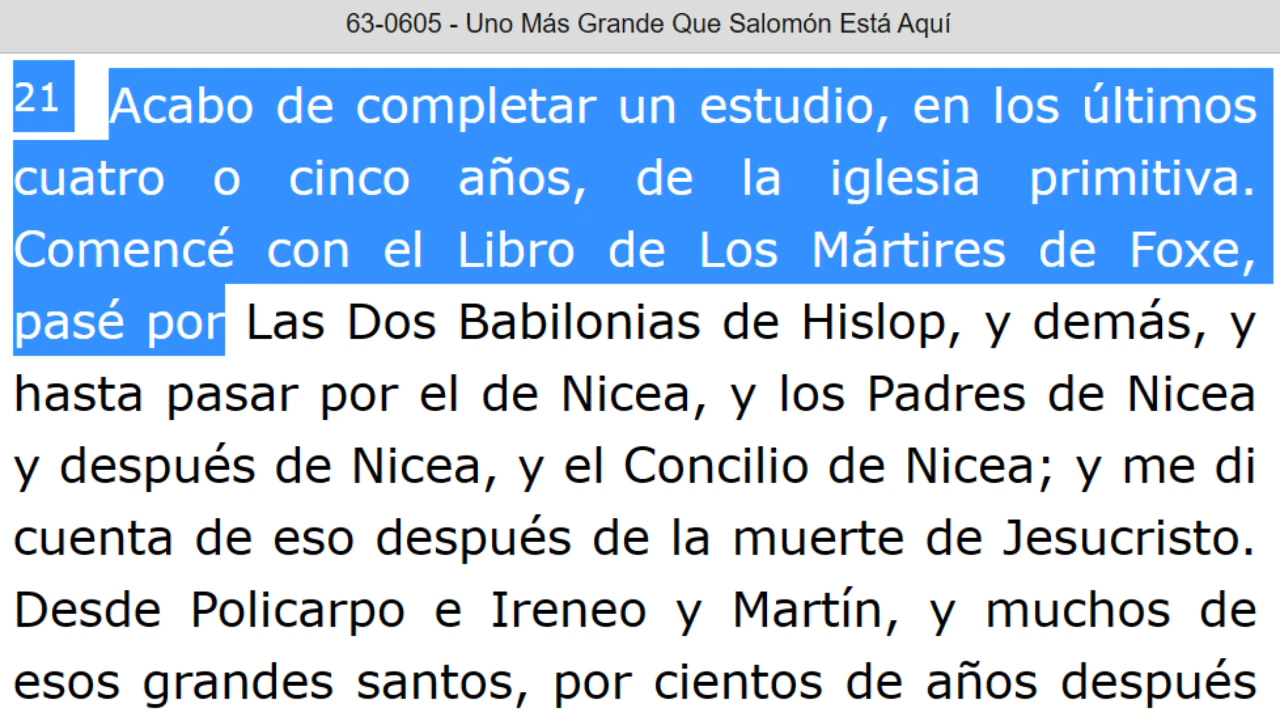 63-0605 - Uno Más Grande Que Salomón Está Aquí
21 Acabo de completar un estudio, en los últimos
cuatro o cinco años, de la iglesia primitiva.
Comencé con el Libro de Los Mártires de Foxe,
pasé por Las Dos Babilonias de Hislop, y demás, y
hasta pasar por el de Nicea, y los Padres de Nicea
y después de Nicea, y el Concilio de Nicea; y me di
cuenta de eso después de la muerte de Jesucristo.
Desde Policarpo e Ireneo y Martín, y muchos de
esos grandes santos, por cientos de años después